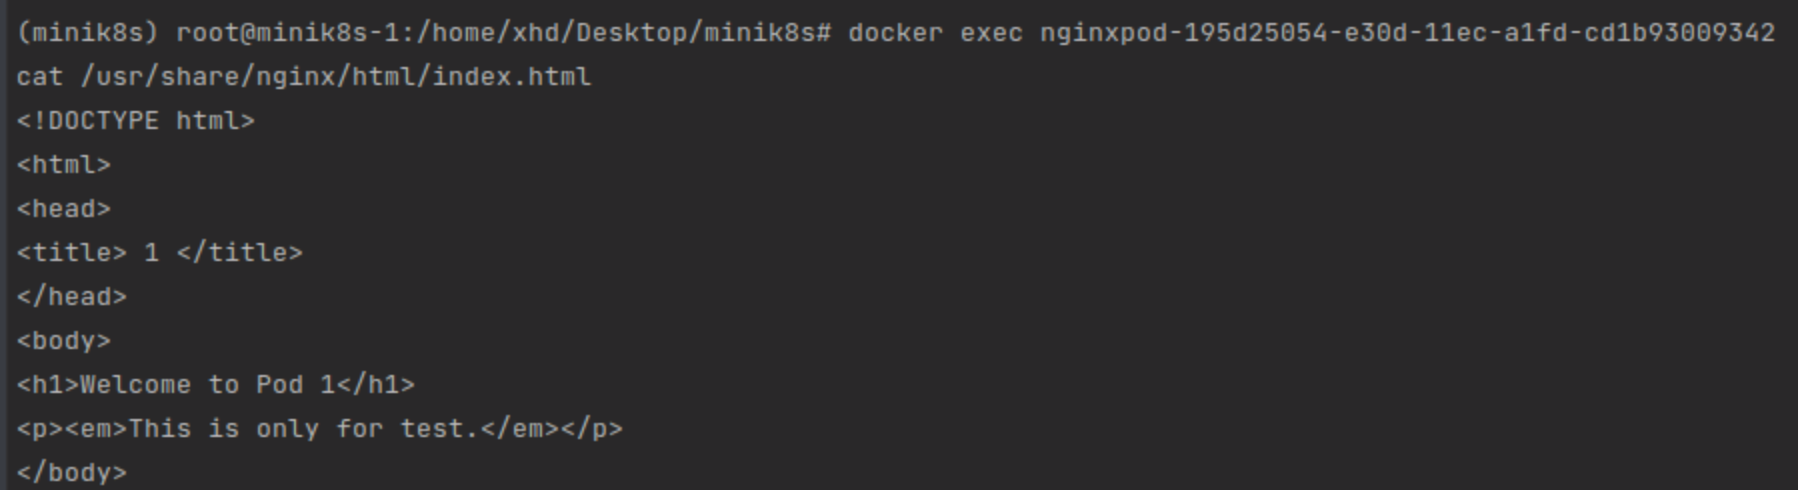 (minik8s) root@minik8s-1:/home/xhd/Desktop/minik8s# docker exec nginxpod-195d25054-e30d-11ec-a1fd-cd1b93009342
cat /usr/share/nginx/html/index.html
<!DOCTYPE html>
<html>
<head>
<title> 1 </title>
</head>
<body>
<h1>Welcome to Pod 1</h1>
<p><em>This is only for test.</em></p>
</body>